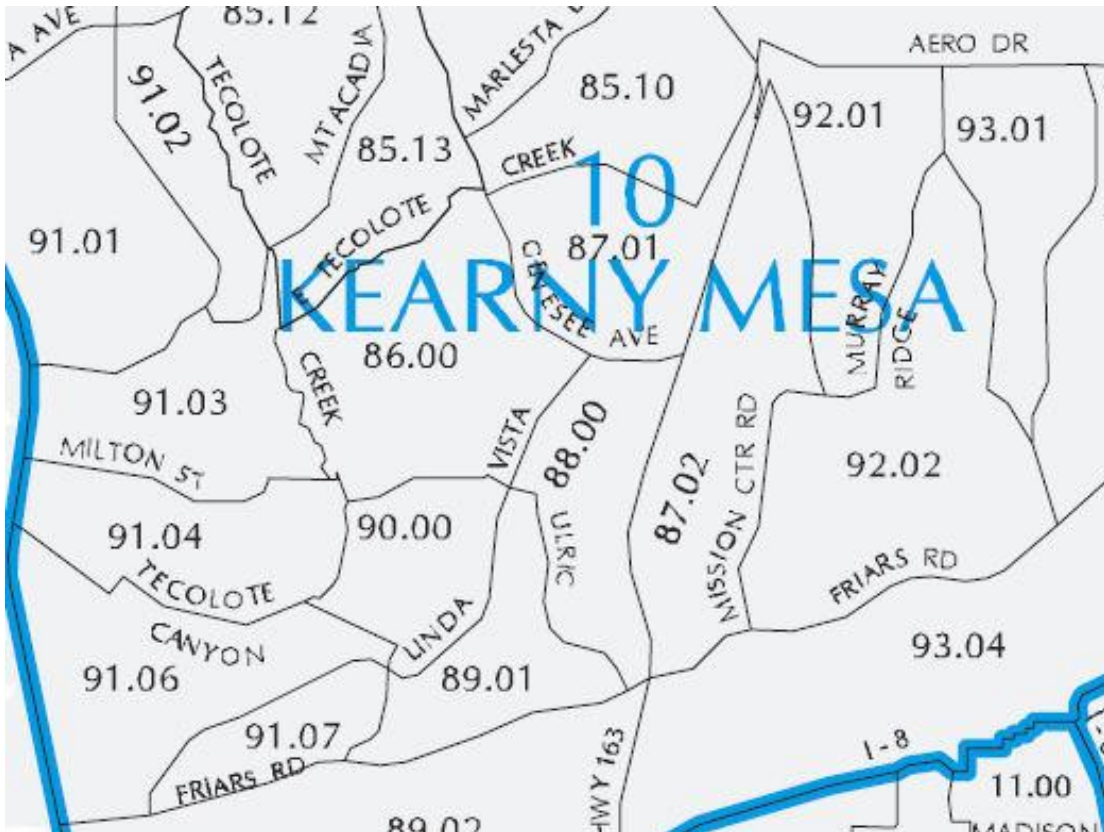 A AVE
85.12
AERO DR
TECOLOTE
MT ACADIA
MARLESTA
91.02
85.10
92.01
93.01
85.13
CREEK
10
TECOLOTE
91.01
87.01
KEARNY MESA
GENESEE AVE
MURRAY
RIDGE
86.00
CREEK
91.03
VISTA
88.00
MISSION CTR RD
MILTON ST
92.02
87.02
91.04
90.00
ULRIC
TECOLOTE
FRIARS RD
CANYON
LINDA
93.04
91.06
89.01
91.07
HWY 163
I-8
FRIARS RD
11.00
89.02
MADISON